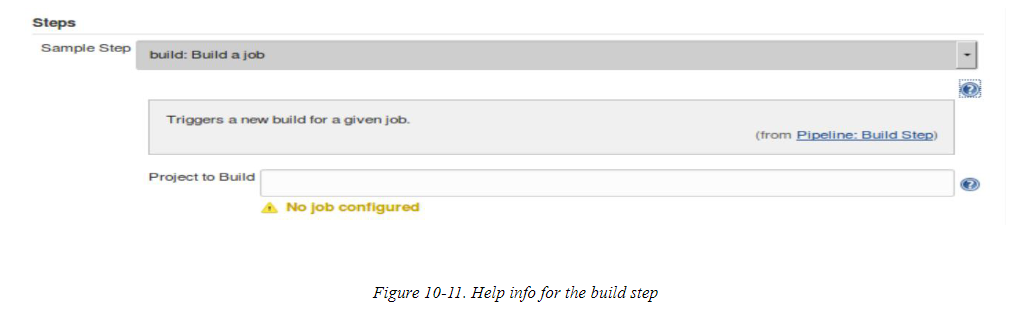 Steps
Sample Step
build: Build a job
Triggers a new build for a given job.
(from Pipeline: Build Step)
Project to Build
No job configured
Figure 10-11. Help info for the build step